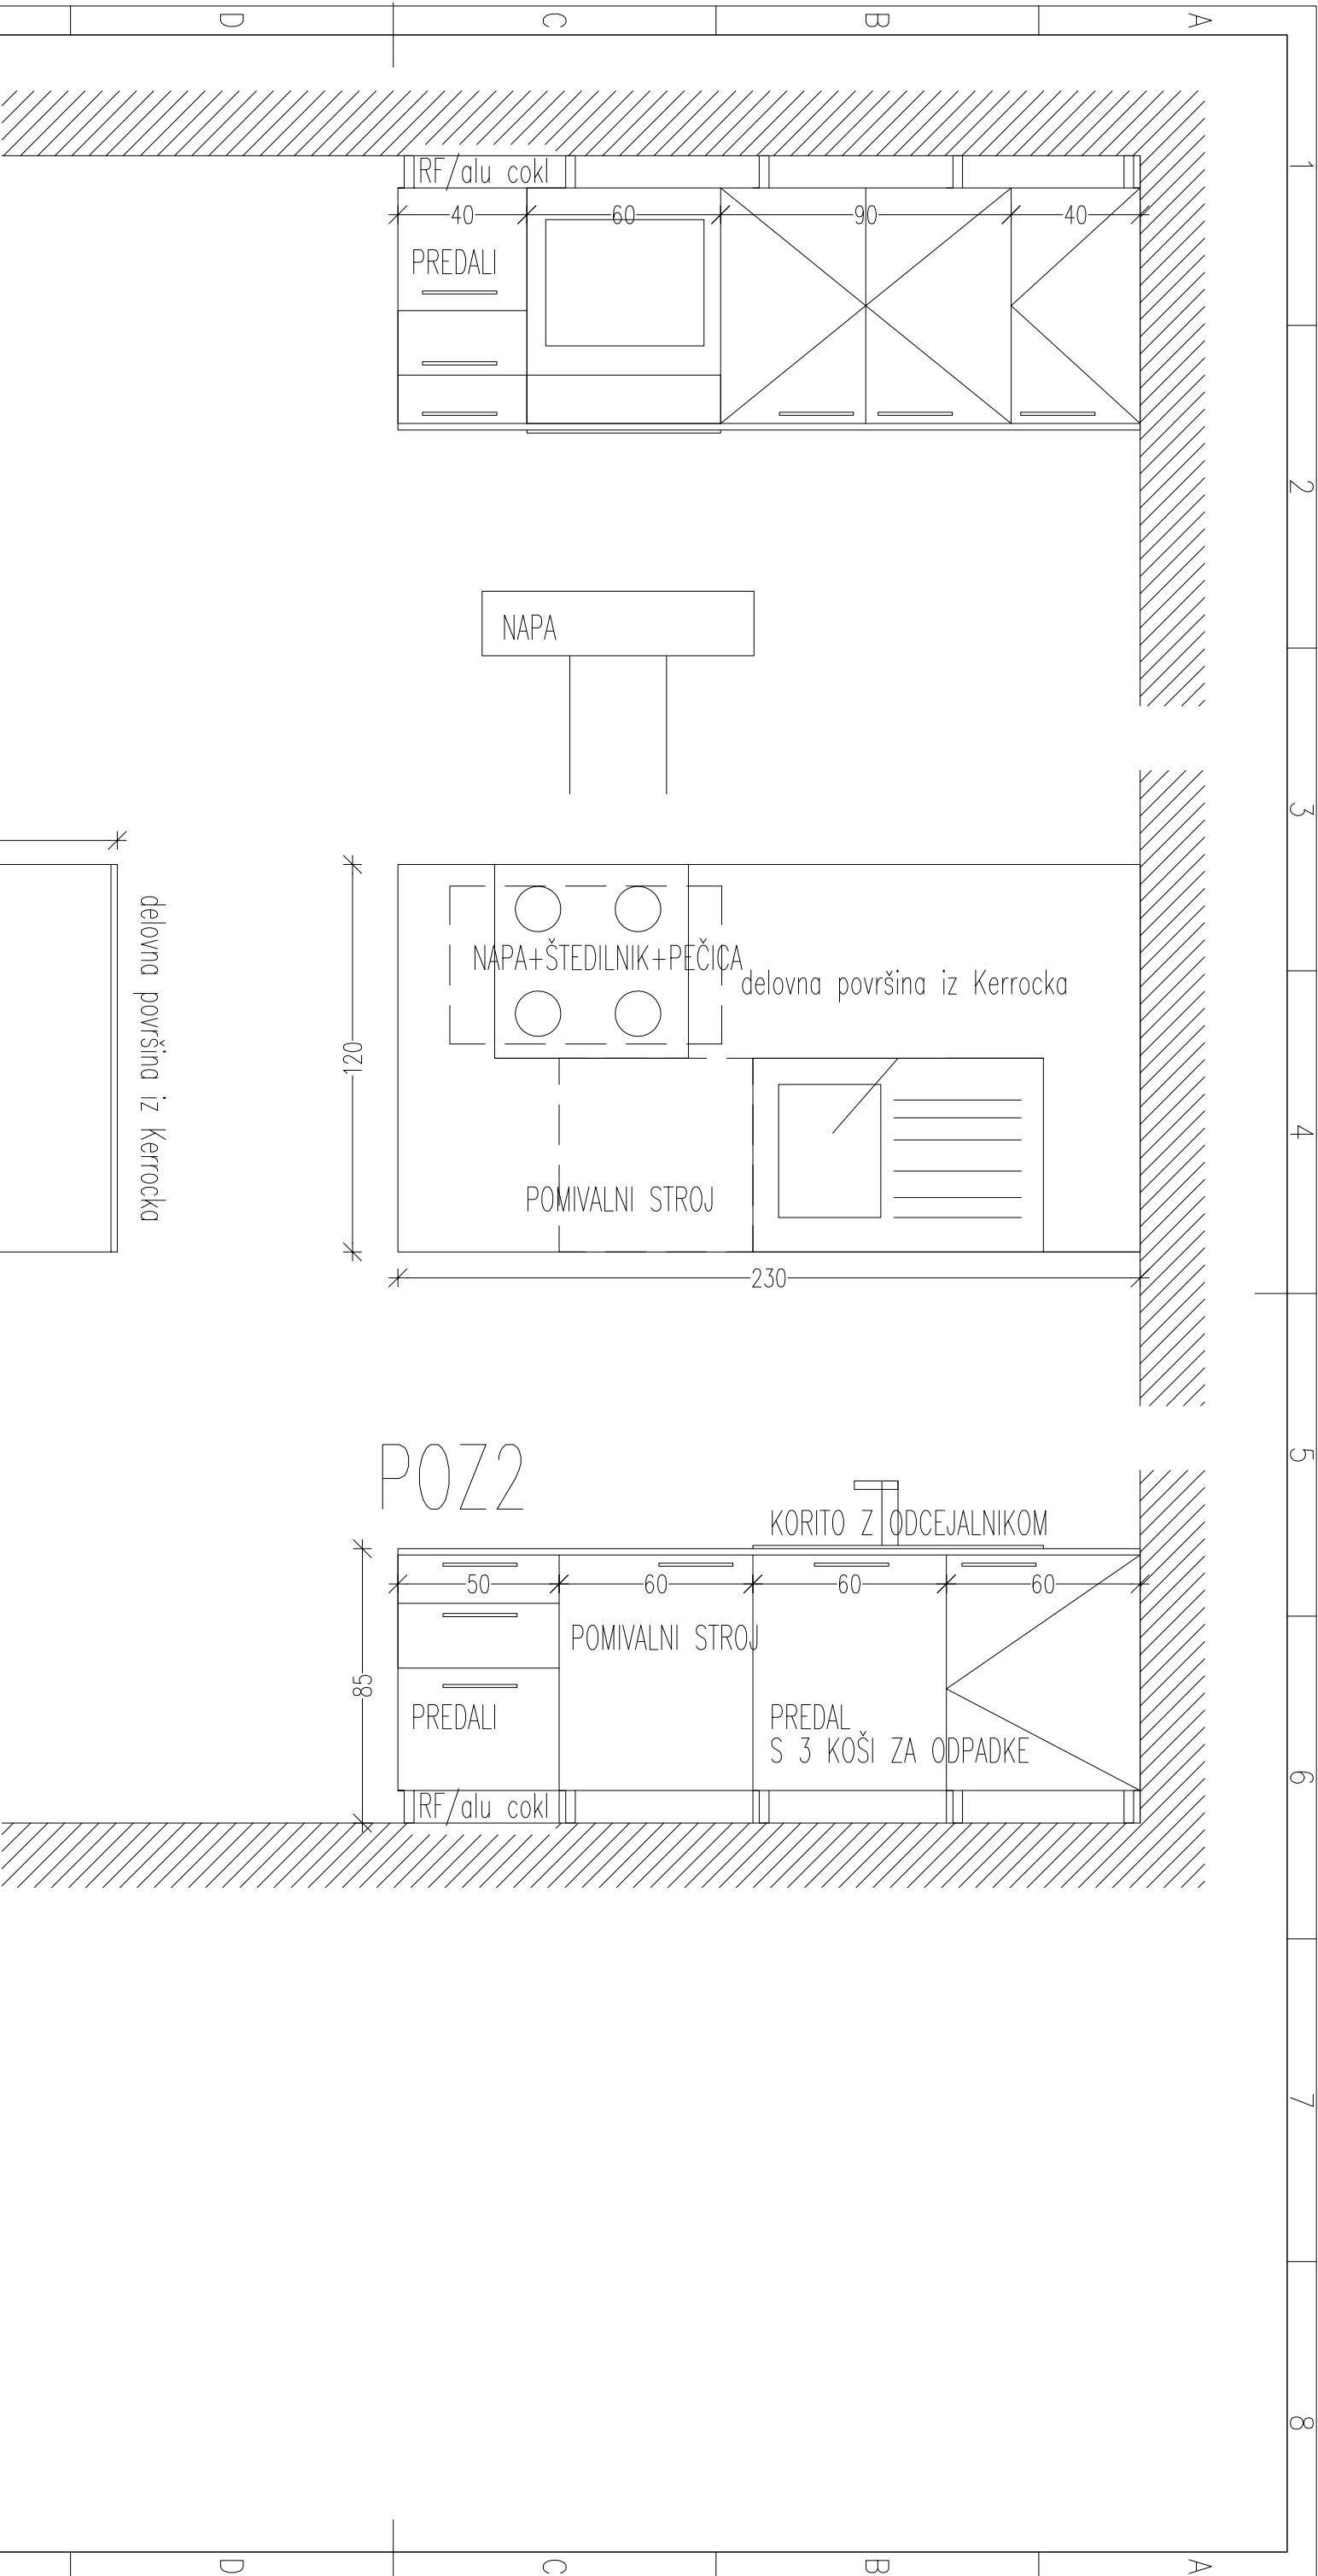 D C B A
1
RF/alu cokl
40 60 90 40
PREDALI
2
NAPA
3
NAPA+ŠTEDILNIK+PEČICA
delovna površina iz Kerrocka
delovna površina iz Kerrocka
120
4
POMIVALNI STROJ
230
5
POZ2
KORITO Z ODCEJALNIKOM
50 60 60 60
POMIVALNI STROJ
85
PREDALI
PREDAL
S 3 KOŠI ZA ODPADKE
6
RF/alu cokl
7
8
D C B A